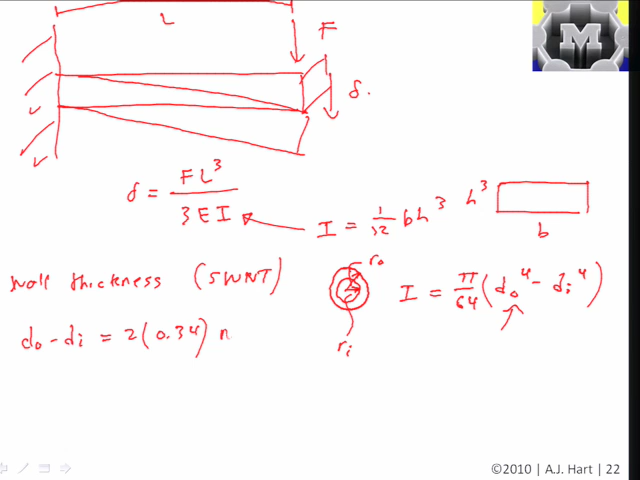 L
F
δ.
δ = FL³ / 3EI
I = 1/12 bh³
h³
b
Wall thickness (SWNT)
r₀
I = π/64 (d₀⁴ - dᵢ⁴)
d₀ - dᵢ = 2(0.34) n
rᵢ
M
©2010 | A.J. Hart | 22